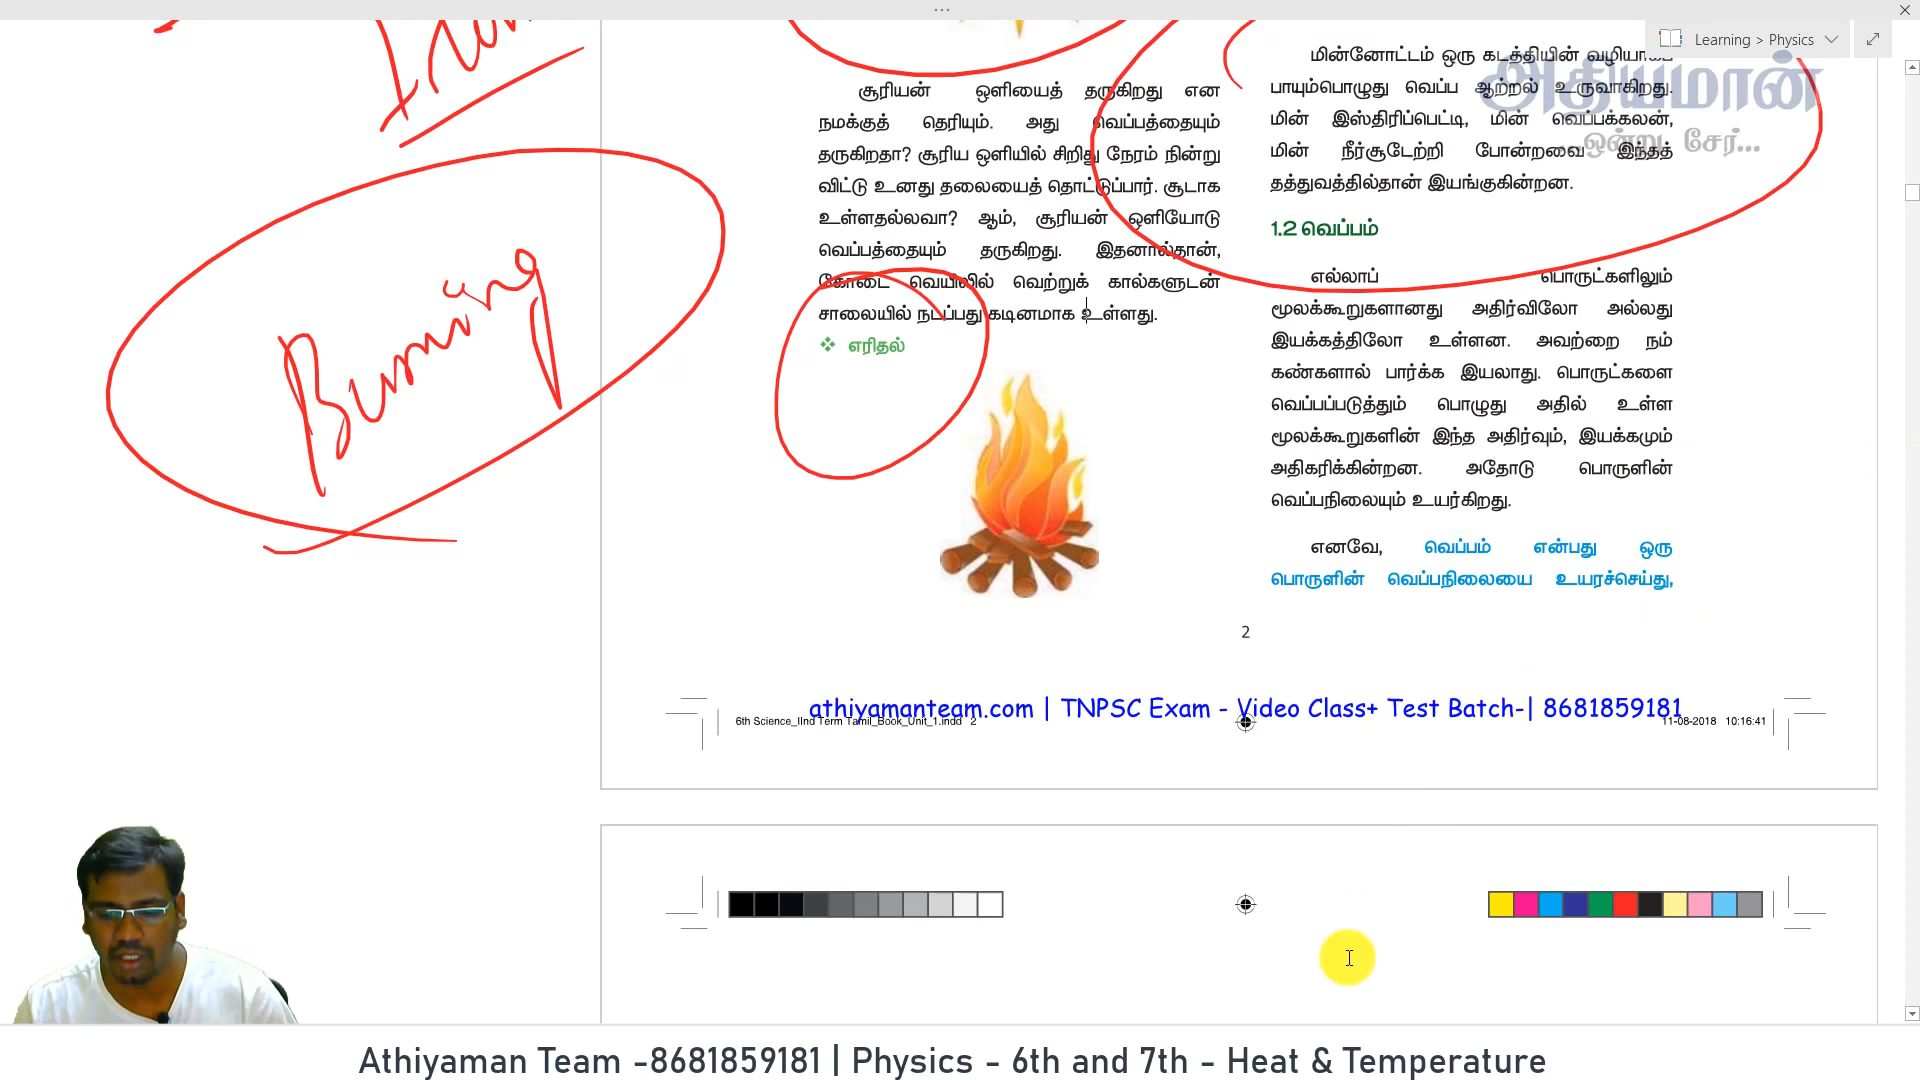 Learning > Physics
அதியமான்
...ஒன்று சேர்...
சூரியன் ஒளியைத் தருகிறது என
நமக்குத் தெரியும். அது வெப்பத்தையும்
தருகிறதா? சூரிய ஒளியில் சிறிது நேரம் நின்று
விட்டு உனது தலையைத் தொட்டுப்பார். சூடாக
உள்ளதல்லவா? ஆம், சூரியன் ஒளியோடு
வெப்பத்தையும் தருகிறது. இதனால்தான்,
கோடை வெயிலில் வெற்றுக் கால்களுடன்
சாலையில் நடப்பது கடினமாக உள்ளது.
❖ எரிதல்
Burning
மின்னோட்டம் ஒரு கடத்தியின் வழியாகப்
பாயும்பொழுது வெப்ப ஆற்றல் உருவாகிறது.
மின் இஸ்திரிப்பெட்டி, மின் வெப்பக்கலன்,
மின் நீர்சூடேற்றி போன்றவை இந்தத்
தத்துவத்தில்தான் இயங்குகின்றன.
1.2 வெப்பம்
எல்லாப் பொருட்களிலும்
மூலக்கூறுகளானது அதிர்விலோ அல்லது
இயக்கத்திலோ உள்ளன. அவற்றை நம்
கண்களால் பார்க்க இயலாது. பொருட்களை
வெப்பப்படுத்தும் பொழுது அதில் உள்ள
மூலக்கூறுகளின் இந்த அதிர்வும், இயக்கமும்
அதிகரிக்கின்றன. அதோடு பொருளின்
வெப்பநிலையும் உயர்கிறது.
எனவே, வெப்பம் என்பது ஒரு
பொருளின் வெப்பநிலையை உயரச்செய்து,
2
athiyamanteam.com | TNPSC Exam - Video Class+ Test Batch-| 8681859181
6th Science_IInd Term Tamil_Book_Unit_1.indd 2
11-08-2018 10:16:41
Athiyaman Team -8681859181 | Physics - 6th and 7th - Heat & Temperature